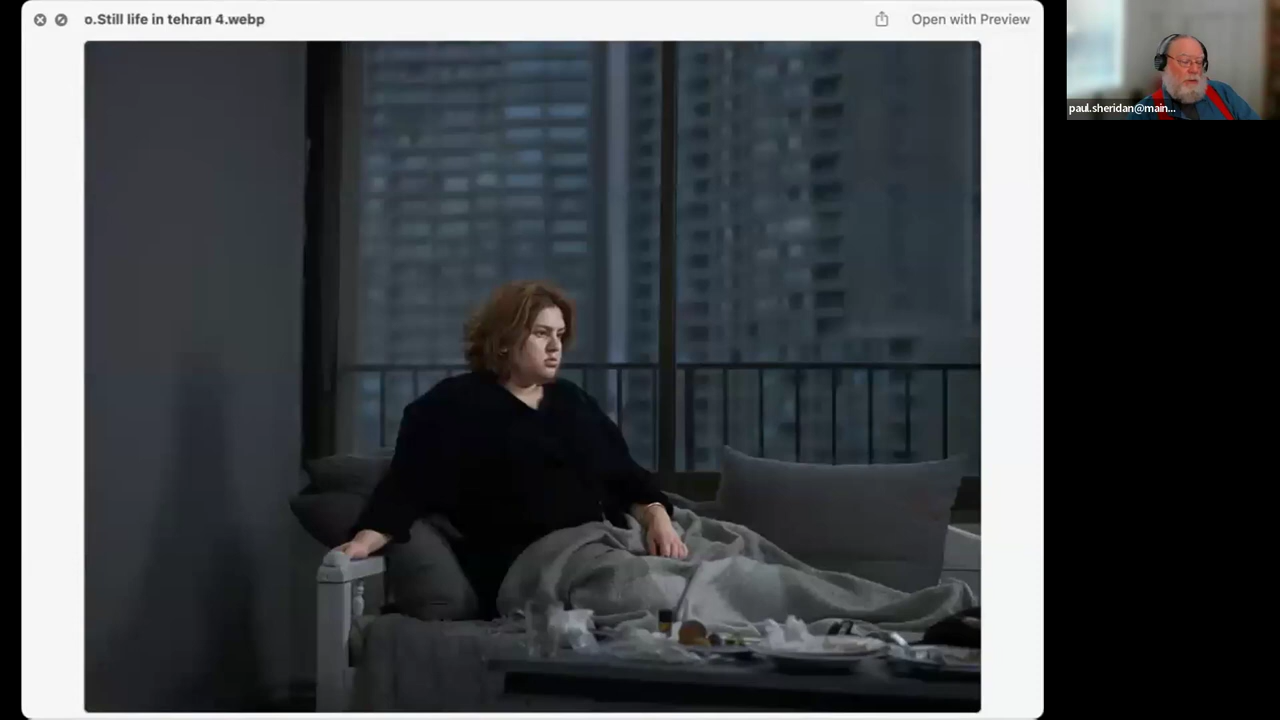 o.Still life in tehran 4.webp
Open with Preview
paul.sheridan@main...